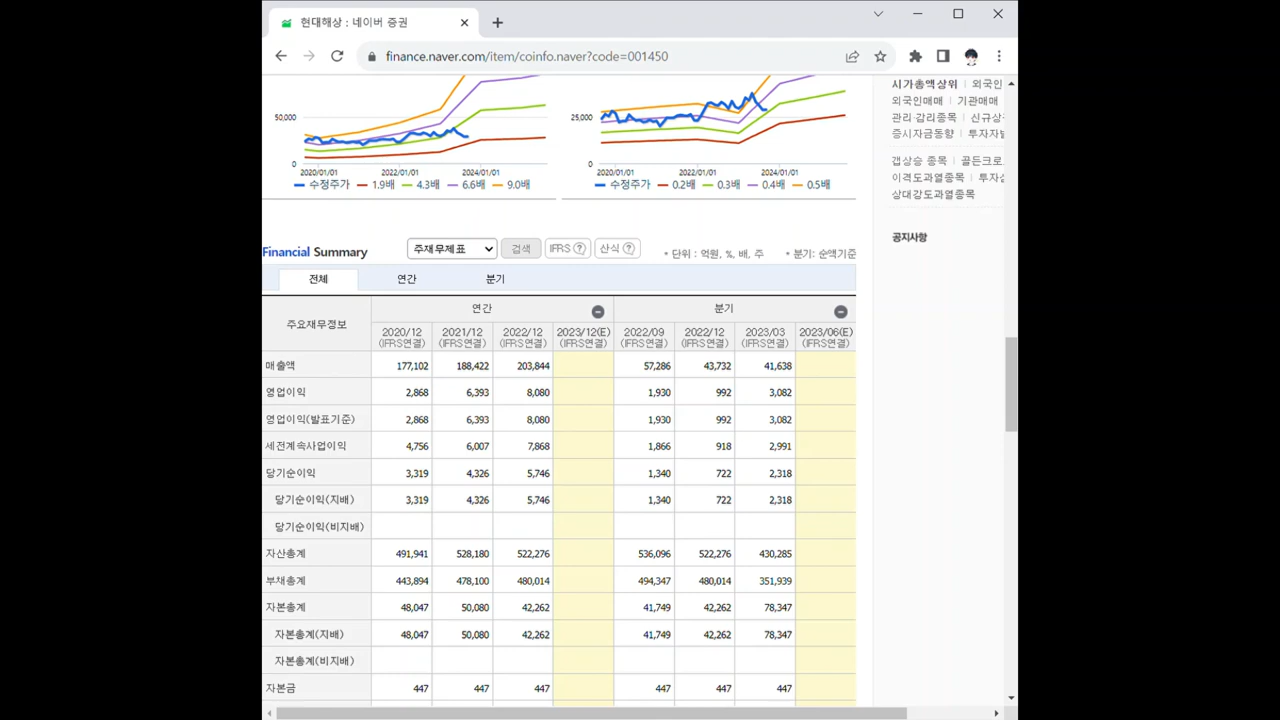 현대해상 : 네이버 증권
finance.naver.com/item/coinfo.naver?code=001450
50,000
0
2020/01/01 2022/01/01 2024/01/01
수정주가 1.9배 4.3배 6.6배 9.0배
25,000
0
2020/01/01 2022/01/01 2024/01/01
수정주가 0.2배 0.3배 0.4배 0.5배
시가총액상위 외국인
외국인매매 기관매매
관리·감리종목 신규상
증시자금동향
갭상승 종목 골든크로
이격도과열종목
상대강도과열종목
공지사항
Financial Summary 주재무제표 검색 IFRS ? 산식 ? * 단위 : 억원, %, 배, 주 * 분기: 순액기준
전체 연간 분기
주요재무정보 연간 분기
2020/12 2021/12 2022/12 2023/12(E) 2022/09 2022/12 2023/03 2023/06(E)
(IFRS연결) (IFRS연결) (IFRS연결) (IFRS연결) (IFRS연결) (IFRS연결) (IFRS연결) (IFRS연결)
매출액 177,102 188,422 203,844 57,286 43,732 41,638
영업이익 2,868 6,393 8,080 1,930 992 3,082
영업이익(발표기준) 2,868 6,393 8,080 1,930 992 3,082
세전계속사업이익 4,756 6,007 7,868 1,866 918 2,991
당기순이익 3,319 4,326 5,746 1,340 722 2,318
당기순이익(지배) 3,319 4,326 5,746 1,340 722 2,318
당기순이익(비지배)
자산총계 491,941 528,180 522,276 536,096 522,276 430,285
부채총계 443,894 478,100 480,014 494,347 480,014 351,939
자본총계 48,047 50,080 42,262 41,749 42,262 78,347
자본총계(지배) 48,047 50,080 42,262 41,749 42,262 78,347
자본총계(비지배)
자본금 447 447 447 447 447 447